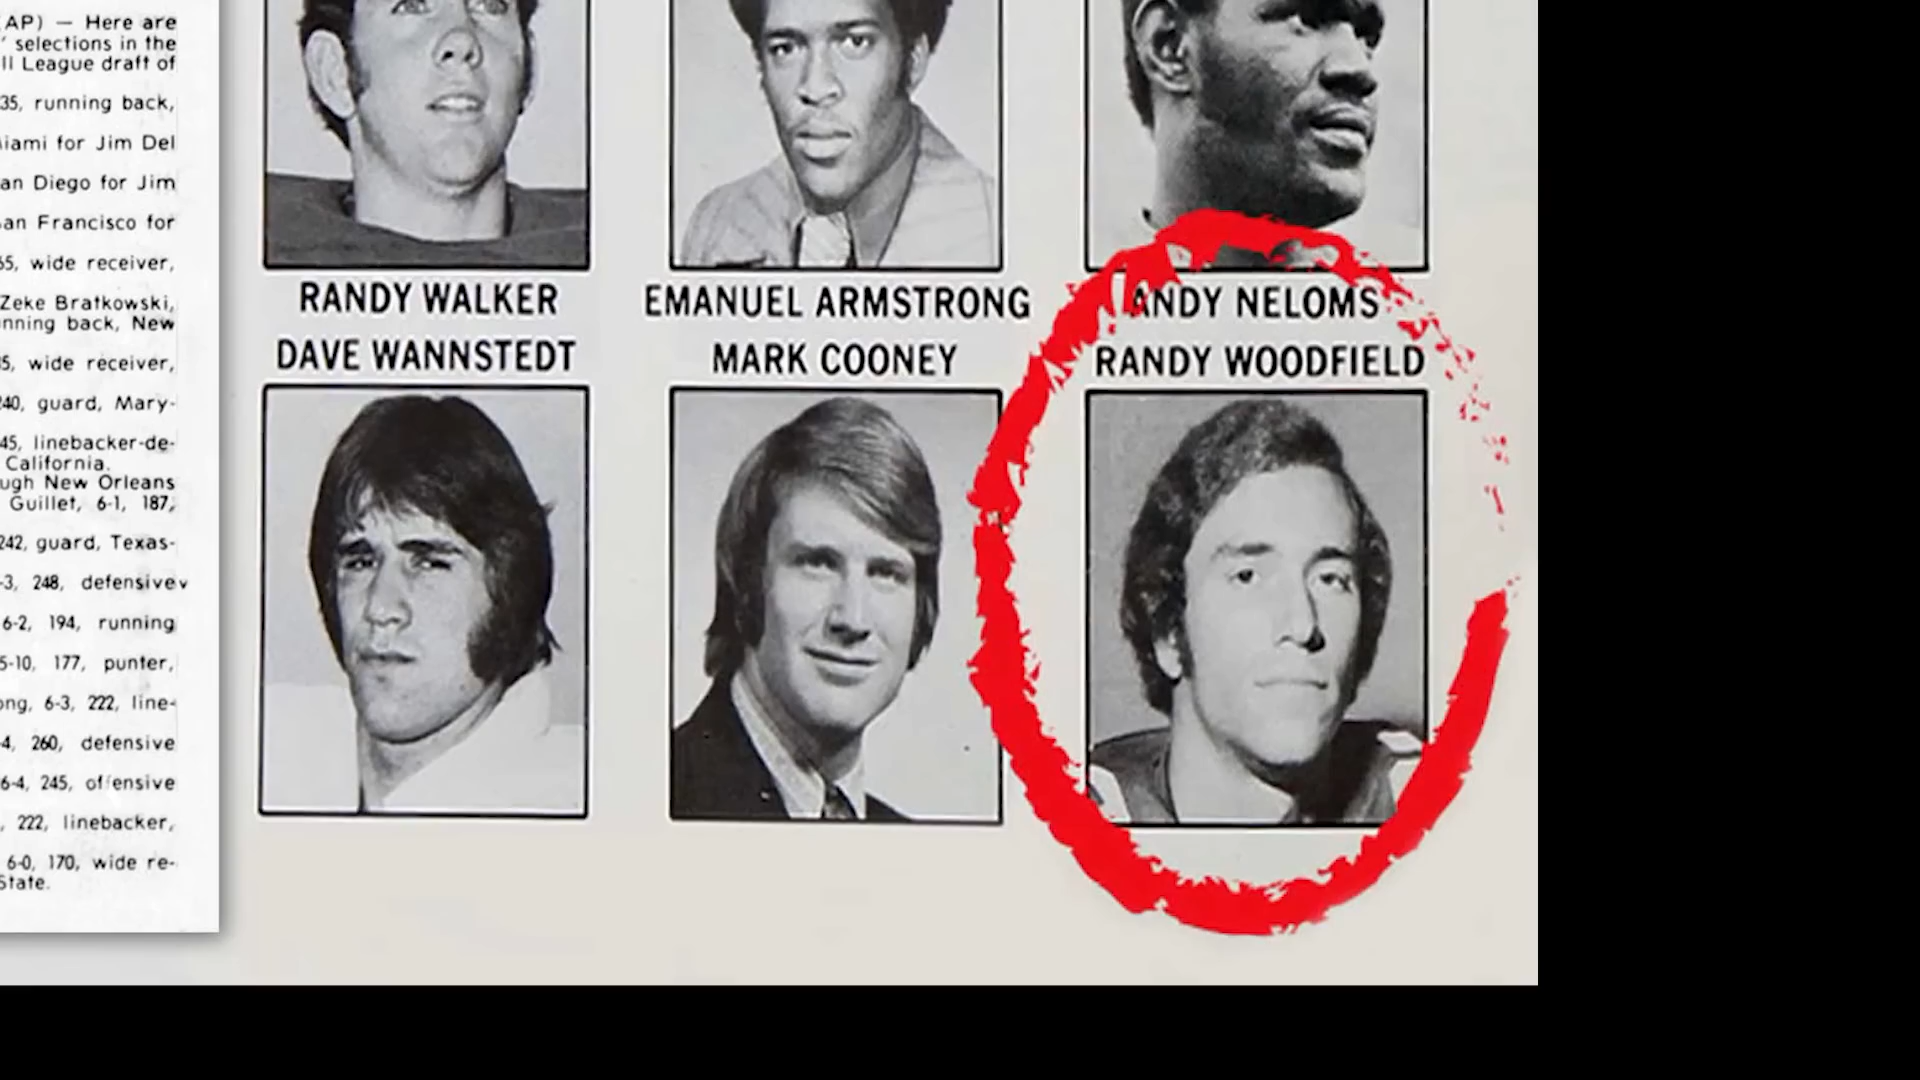 (AP) — Here are
' selections in the
ll League draft of
35, running back,
iami for Jim Del
an Diego for Jim
an Francisco for
65, wide receiver,
Zeke Bratkowski,
nning back, New
5, wide receiver,
240, guard, Mary-
45, linebacker-de-
California.
ugh New Orleans
Guillet, 6-1, 187,
242, guard, Texas-
-3, 248, defensive
6-2, 194, running
5-10, 177, punter,
ong, 6-3, 222, line-
-4, 260, defensive
6-4, 245, offensive
, 222, linebacker,
6-0, 170, wide re-
State.
RANDY WALKER
EMANUEL ARMSTRONG
ANDY NELOMS
DAVE WANNSTEDT
MARK COONEY
RANDY WOODFIELD